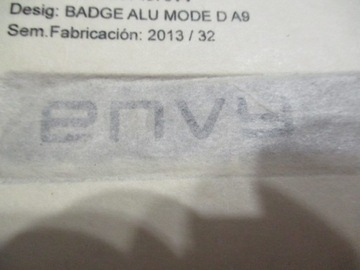 Desig: BADGE ALU MODE D A9
Sem.Fabricación: 2013 / 32
envy